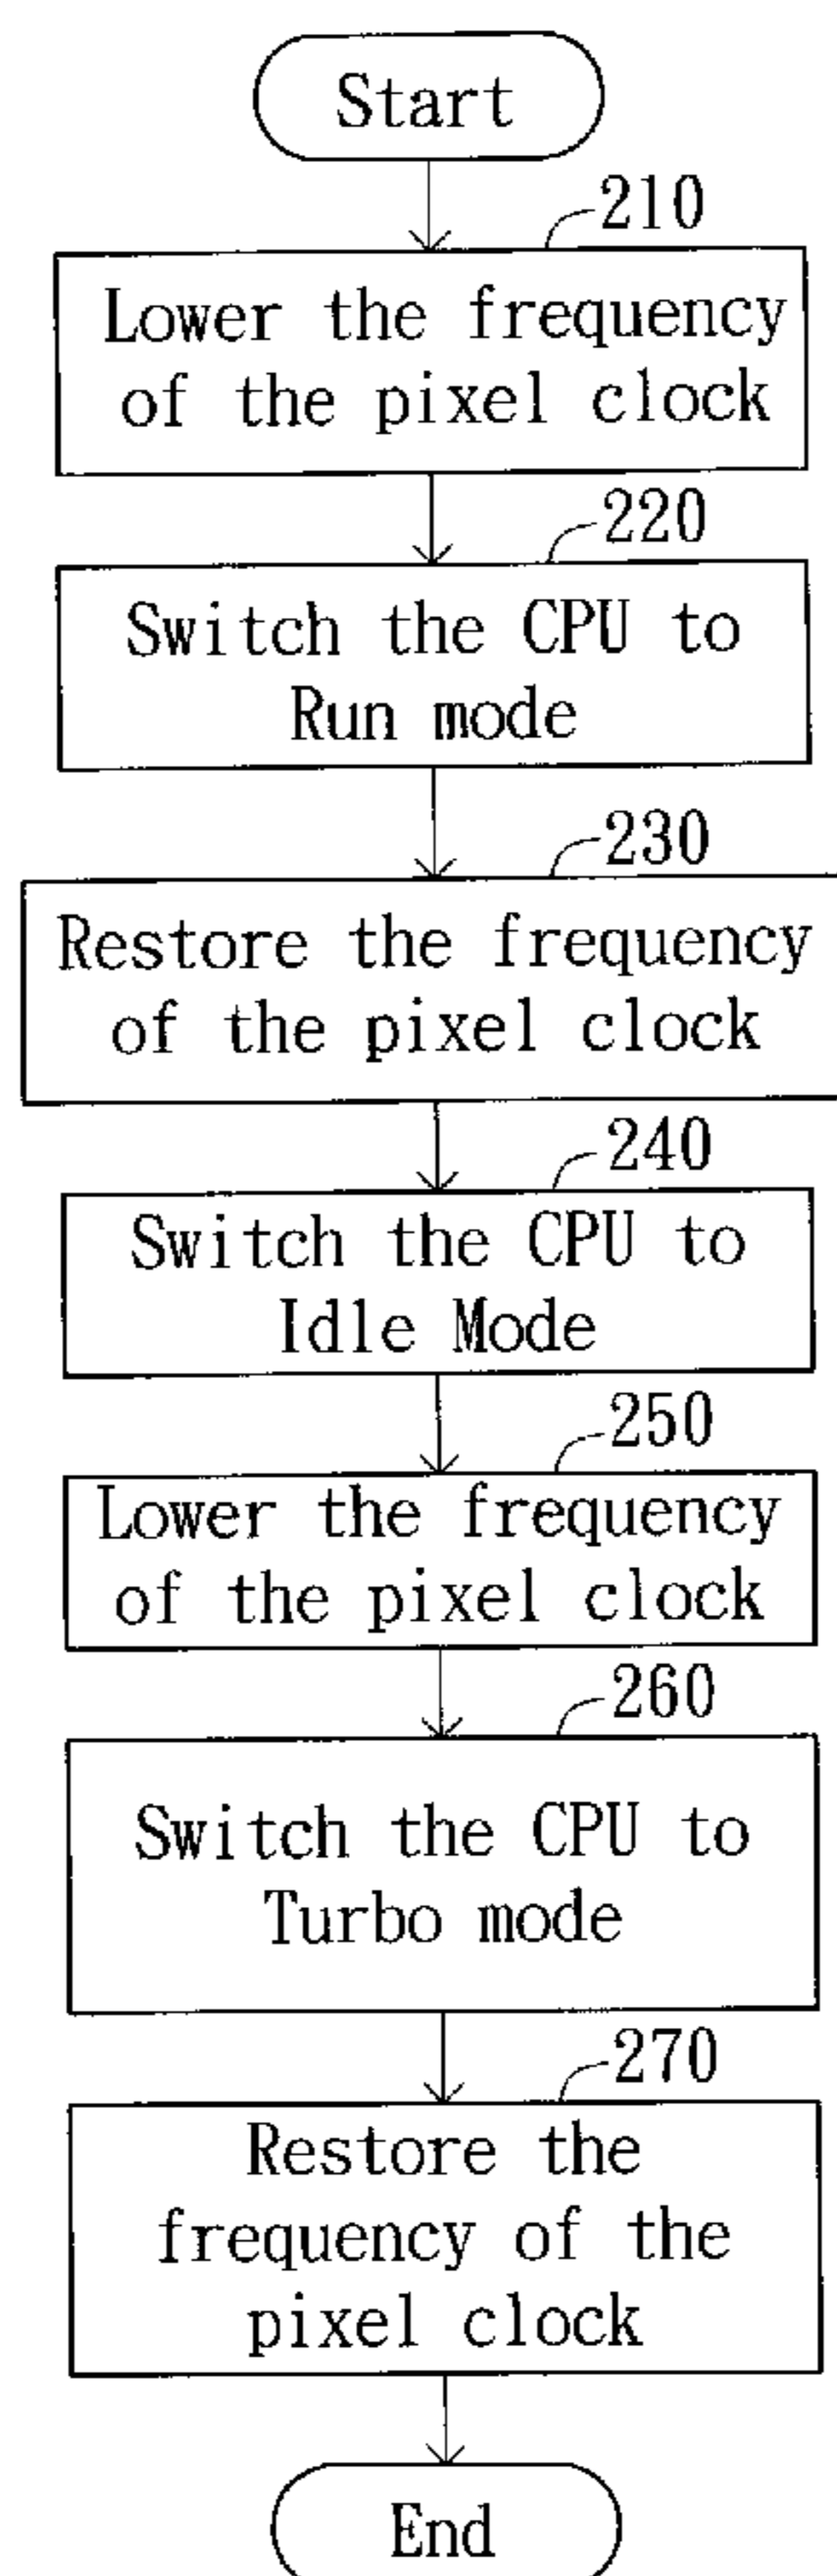 Start
210
Lower the frequency
of the pixel clock
220
Switch the CPU to
Run mode
230
Restore the frequency
of the pixel clock
240
Switch the CPU to
Idle Mode
250
Lower the frequency
of the pixel clock
260
Switch the CPU to
Turbo mode
270
Restore the
frequency of the
pixel clock
End